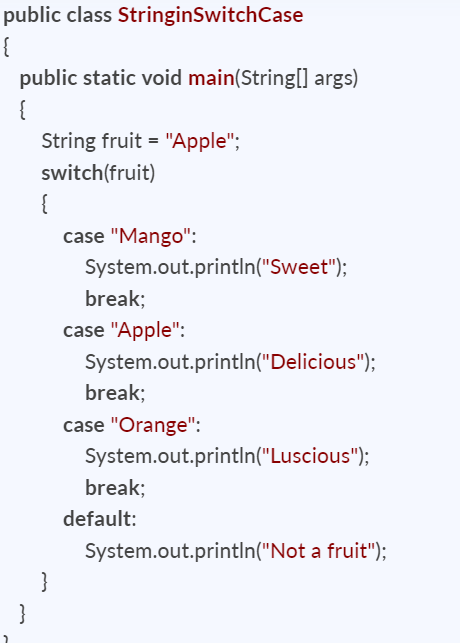 public class StringinSwitchCase
{
public static void main(String[] args)
{
String fruit = "Apple";
switch(fruit)
{
case "Mango":
System.out.println("Sweet");
break;
case "Apple":
System.out.println("Delicious");
break;
case "Orange":
System.out.println("Luscious");
break;
default:
System.out.println("Not a fruit");
}
}
}